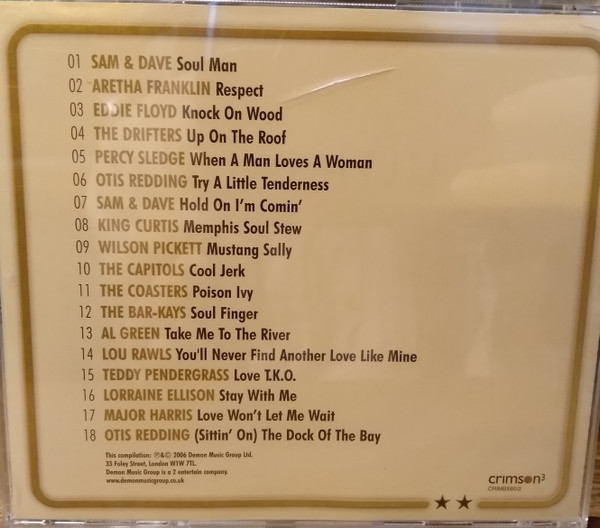 01 SAM & DAVE Soul Man
02 ARETHA FRANKLIN Respect
03 EDDIE FLOYD Knock On Wood
04 THE DRIFTERS Up On The Roof
05 PERCY SLEDGE When A Man Loves A Woman
06 OTIS REDDING Try A Little Tenderness
07 SAM & DAVE Hold On I'm Comin'
08 KING CURTIS Memphis Soul Stew
09 WILSON PICKETT Mustang Sally
10 THE CAPITOLS Cool Jerk
11 THE COASTERS Poison Ivy
12 THE BAR-KAYS Soul Finger
13 AL GREEN Take Me To The River
14 LOU RAWLS You'll Never Find Another Love Like Mine
15 TEDDY PENDERGRASS Love T.K.O.
16 LORRAINE ELLISON Stay With Me
17 MAJOR HARRIS Love Won't Let Me Wait
18 OTIS REDDING (Sittin' On) The Dock Of The Bay
This compilation: ℗&© 2006 Demon Music Group Ltd.
33 Foley Street, London W1W 7TL.
Demon Music Group is a 2 entertain company.
www.demonmusicgroup.co.uk
crimson³